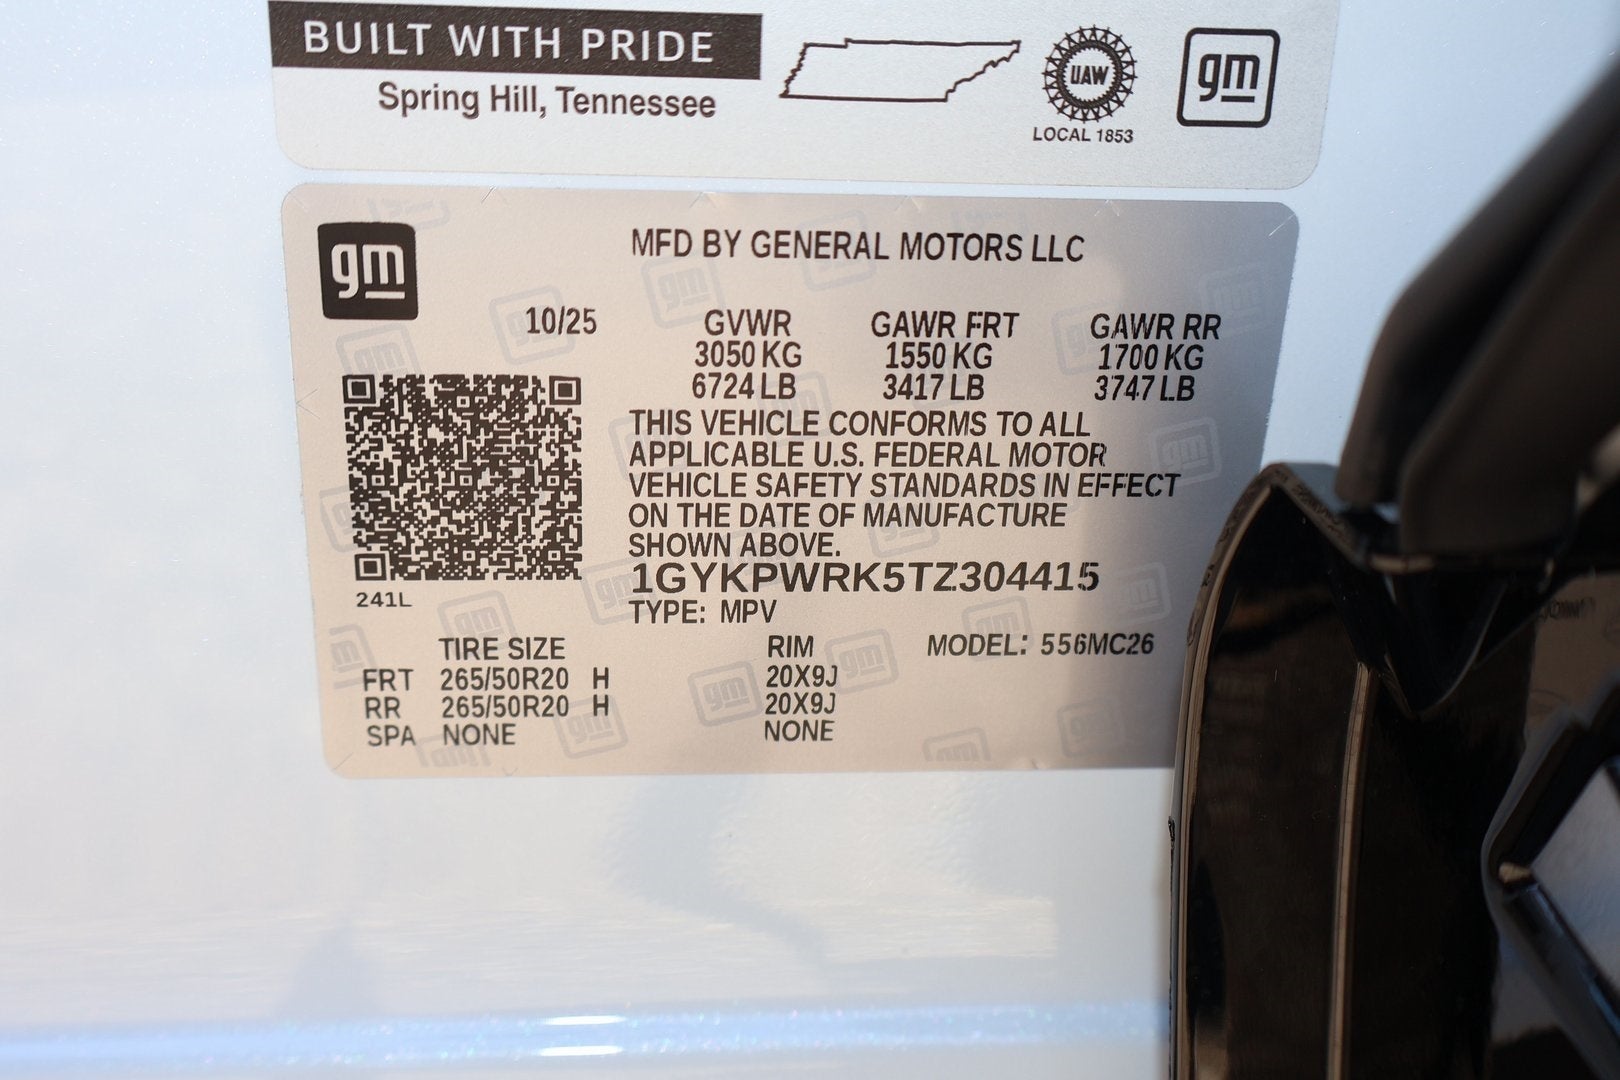 BUILT WITH PRIDE
Spring Hill, Tennessee
UAW
LOCAL 1853
gm
gm
MFD BY GENERAL MOTORS LLC
10/25 GVWR GAWR FRT GAWR RR
3050 KG 1550 KG 1700 KG
6724 LB 3417 LB 3747 LB
THIS VEHICLE CONFORMS TO ALL
APPLICABLE U.S. FEDERAL MOTOR
VEHICLE SAFETY STANDARDS IN EFFECT
ON THE DATE OF MANUFACTURE
SHOWN ABOVE.
1GYKPWRK5TZ304415
241L
TYPE: MPV
TIRE SIZE RIM MODEL: 556MC26
FRT 265/50R20 H 20X9J
RR 265/50R20 H 20X9J
SPA NONE NONE